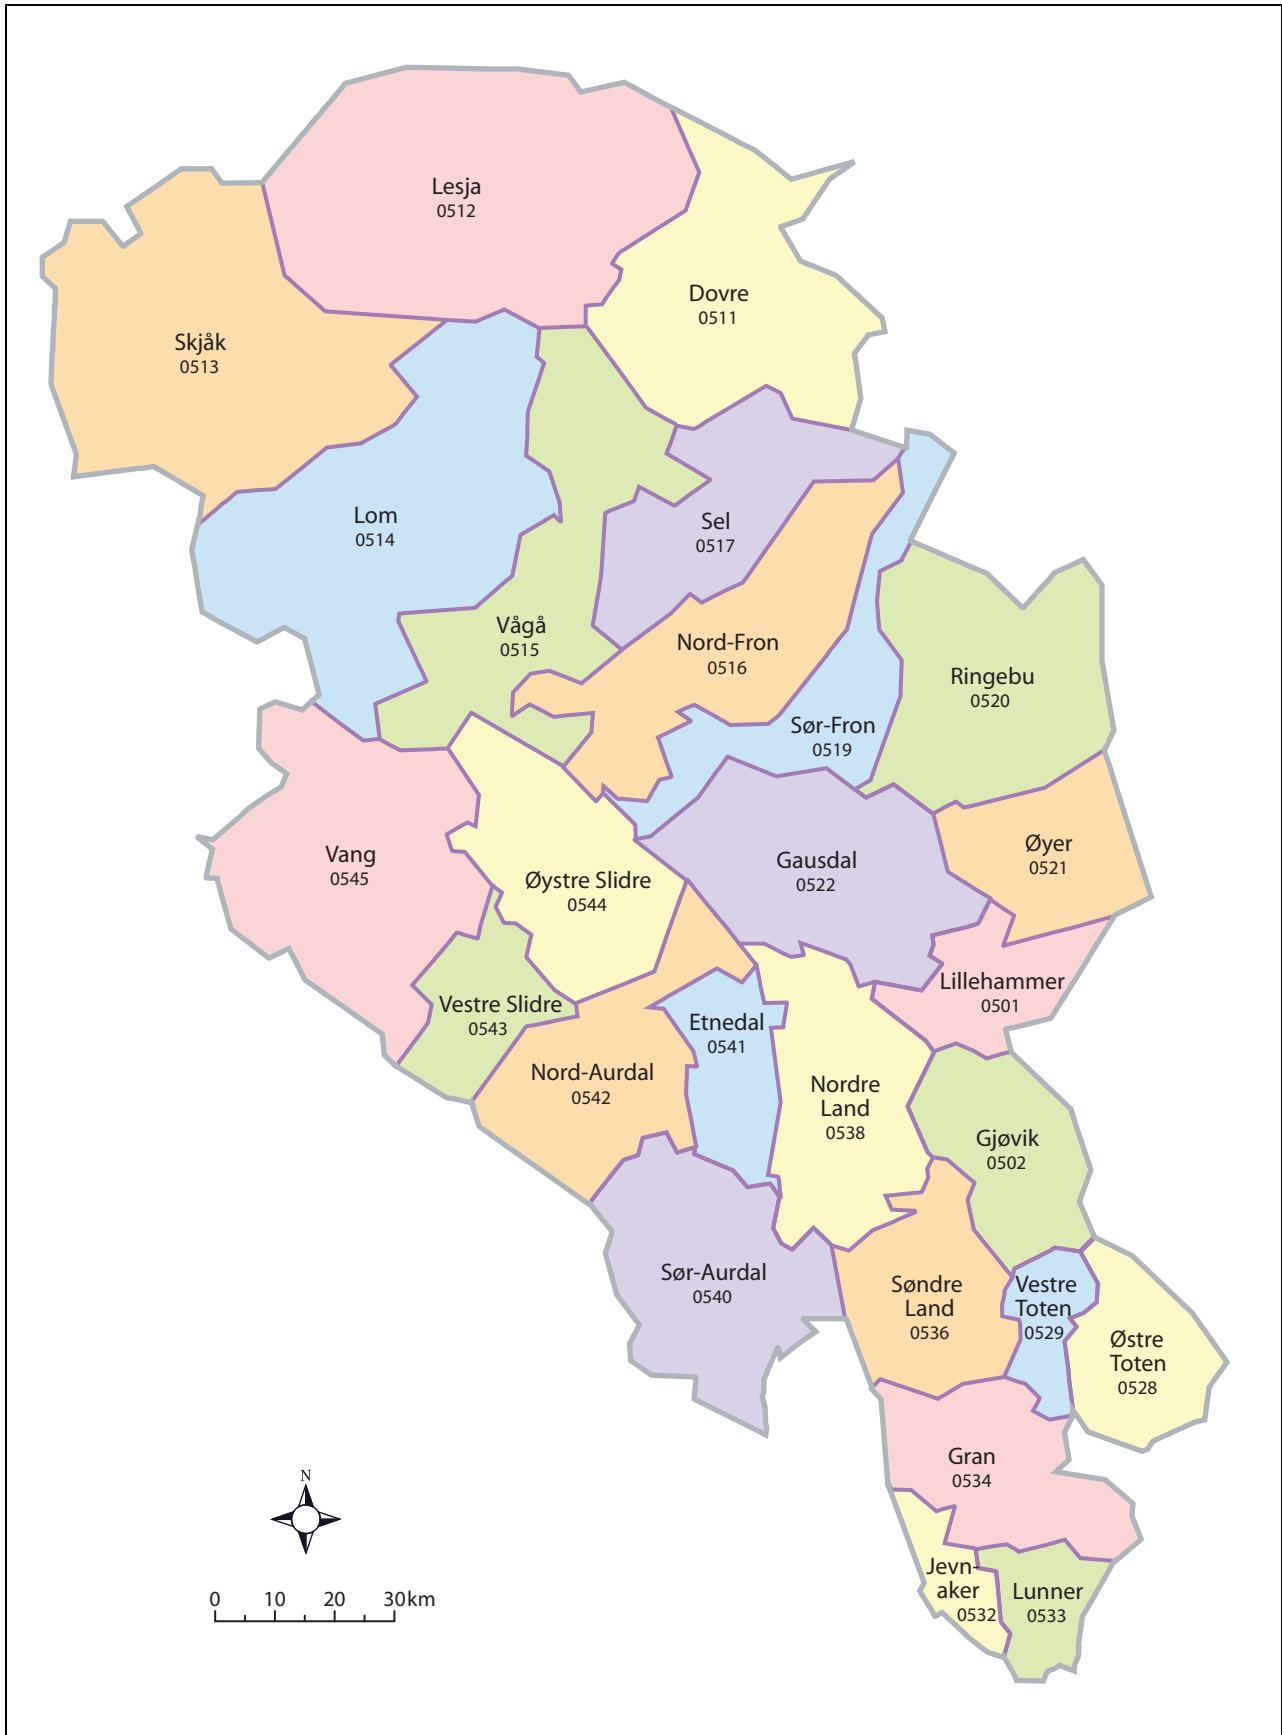 Lesja
0512
Dovre
0511
Skjåk
0513
Lom
0514
Sel
0517
Vågå
0515
Nord-Fron
0516
Ringebu
0520
Sør-Fron
0519
Øyer
0521
Vang
0545
Gausdal
0522
Øystre Slidre
0544
Lillehammer
0501
Vestre Slidre
0543
Etnedal
0541
Nord-Aurdal
0542
Nordre
Land
0538
Gjøvik
0502
Sør-Aurdal
0540
Søndre
Land
0536
Vestre
Toten
0529
Østre
Toten
0528
Gran
0534
Jevn-
aker
0532
Lunner
0533
N
0 10 20 30km